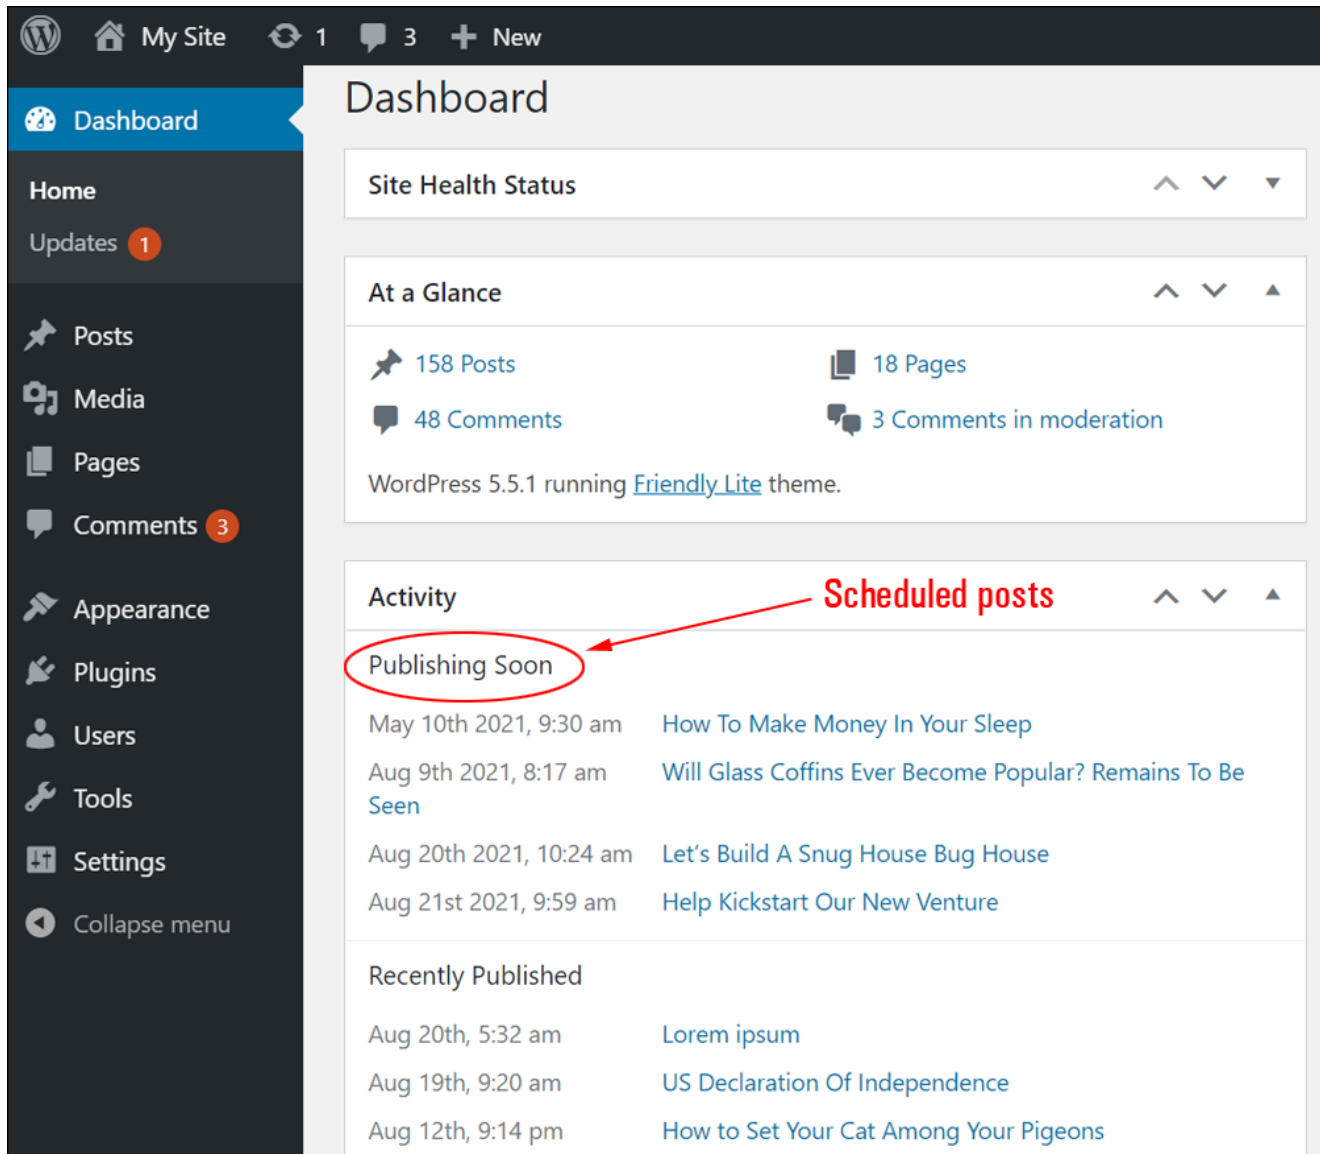 My Site 1 3 New
Dashboard
Home
Updates 1
Posts
Media
Pages
Comments 3
Appearance
Plugins
Users
Tools
Settings
Collapse menu
Dashboard
Site Health Status
At a Glance
158 Posts
18 Pages
48 Comments
3 Comments in moderation
WordPress 5.5.1 running Friendly Lite theme.
Activity
Scheduled posts
Publishing Soon
May 10th 2021, 9:30 am How To Make Money In Your Sleep
Aug 9th 2021, 8:17 am Will Glass Coffins Ever Become Popular? Remains To Be
Seen
Aug 20th 2021, 10:24 am Let's Build A Snug House Bug House
Aug 21st 2021, 9:59 am Help Kickstart Our New Venture
Recently Published
Aug 20th, 5:32 am Lorem ipsum
Aug 19th, 9:20 am US Declaration Of Independence
Aug 12th, 9:14 pm How to Set Your Cat Among Your Pigeons